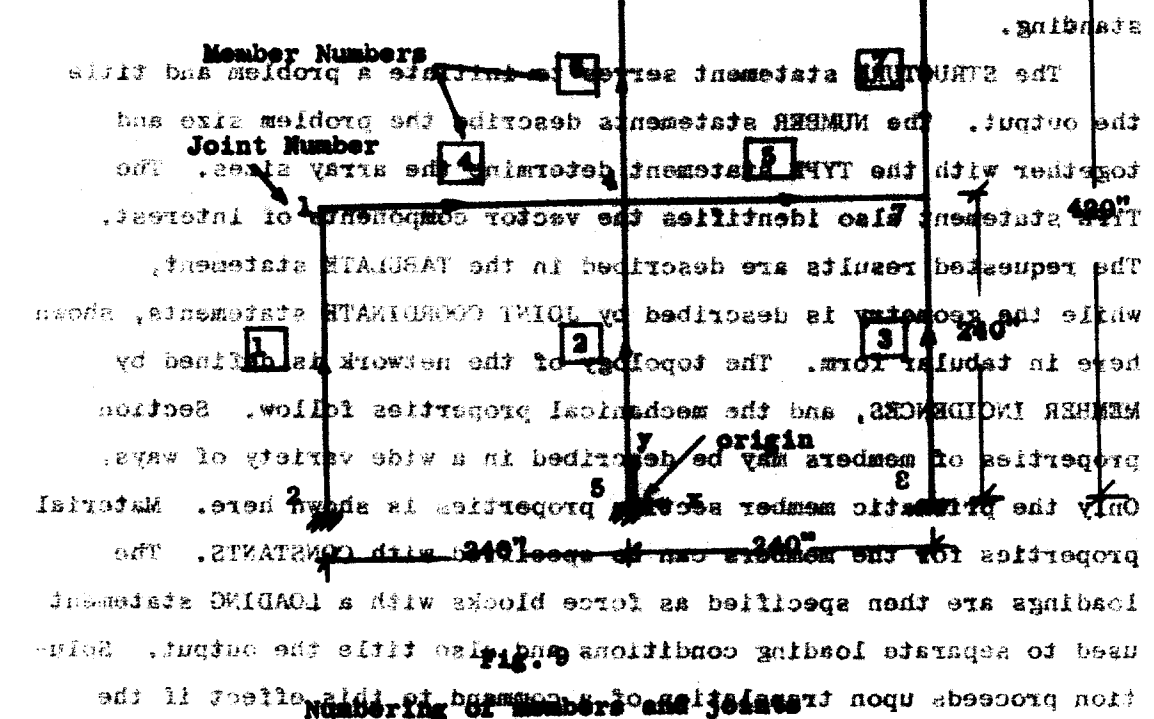 Member Numbers
6
7
Joint Number
4
5
1
4
7
420"
1
2
3
240"
y
origin
2
5
8
x
240"
240"
Fig. 9
Numbering of members and joints
standing.
The STRUCTURE statement serves to initiate a problem and title
the output. The NUMBER statements describe the problem size and
together with the TYPE statement determine the array sizes. The
TYPE statement also identifies the vector components of interest.
The requested results are described in the TABULATE statement,
while the geometry is described by JOINT COORDINATE statements, shown
here in tabular form. The topology of the network is defined by
MEMBER INCIDENCES, and the mechanical properties follow. Section
properties of members may be described in a wide variety of ways.
Only the prismatic member section properties is shown here. Material
properties for the members can be specified with CONSTANTS. The
loadings are then specified as force blocks with a LOADING statement
used to separate loading conditions and also title the output. Solu-
tion proceeds upon translation of a command to this effect if the